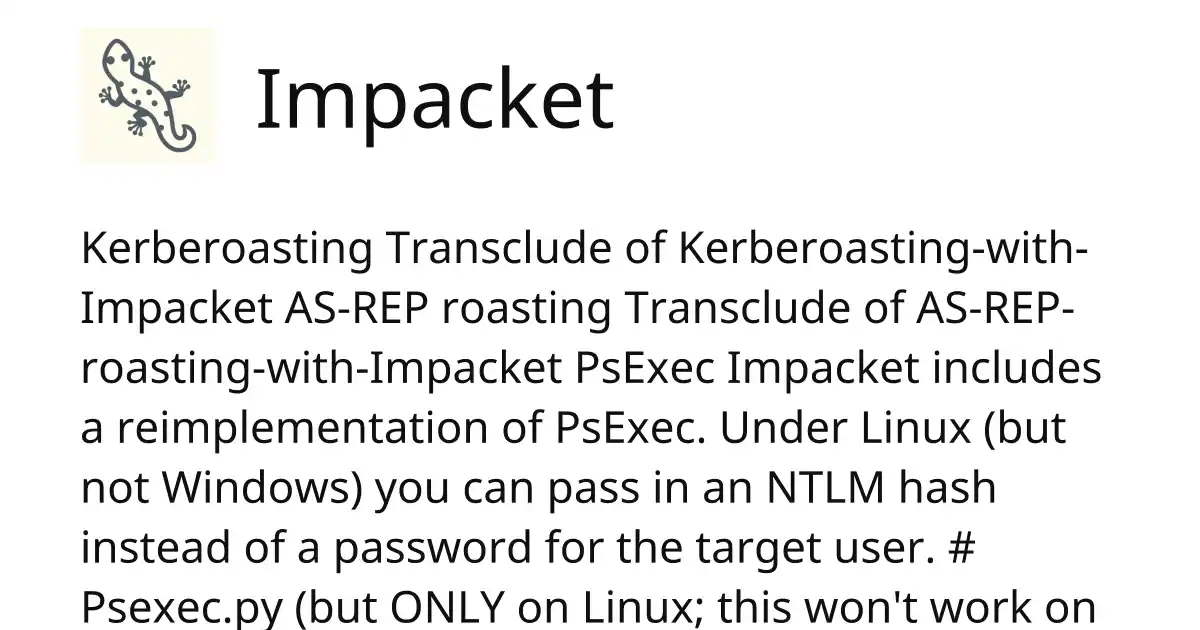 Impacket
Kerberoasting Transclude of Kerberoasting-with-
Impacket AS-REP roasting Transclude of AS-REP-
roasting-with-Impacket PsExec Impacket includes
a reimplementation of PsExec. Under Linux (but
not Windows) you can pass in an NTLM hash
instead of a password for the target user. #
Psexec.py (but ONLY on Linux; this won't work on